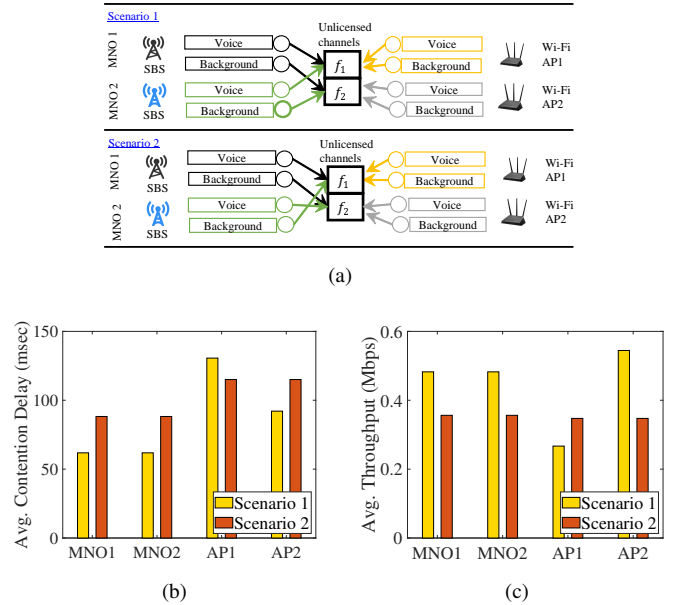 Scenario 1
MNO 1
SBS
Voice
Background
Unlicensed
channels
f1
f2
Voice
Background
Wi-Fi
AP1
MNO 2
SBS
Voice
Background
Voice
Background
Wi-Fi
AP2
Scenario 2
MNO 1
SBS
Voice
Background
Unlicensed
channels
f1
f2
Voice
Background
Wi-Fi
AP1
MNO 2
SBS
Voice
Background
Voice
Background
Wi-Fi
AP2
(a)
Avg. Contention Delay (msec)
150
100
50
0
Scenario 1
Scenario 2
MNO1 MNO2 AP1 AP2
(b)
Avg. Throughput (Mbps)
0.6
0.4
0.2
0
Scenario 1
Scenario 2
MNO1 MNO2 AP1 AP2
(c)